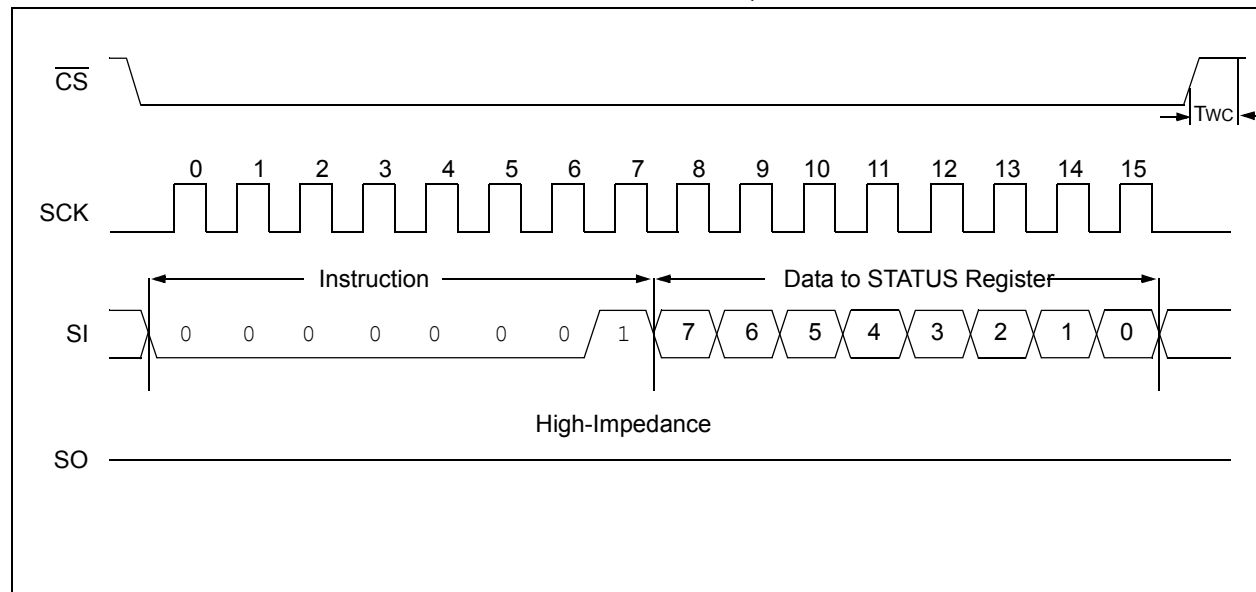 CS
TWC
0 1 2 3 4 5 6 7 8 9 10 11 12 13 14 15
SCK
Instruction Data to STATUS Register
SI 0 0 0 0 0 0 0 1 7 6 5 4 3 2 1 0
High-Impedance
SO